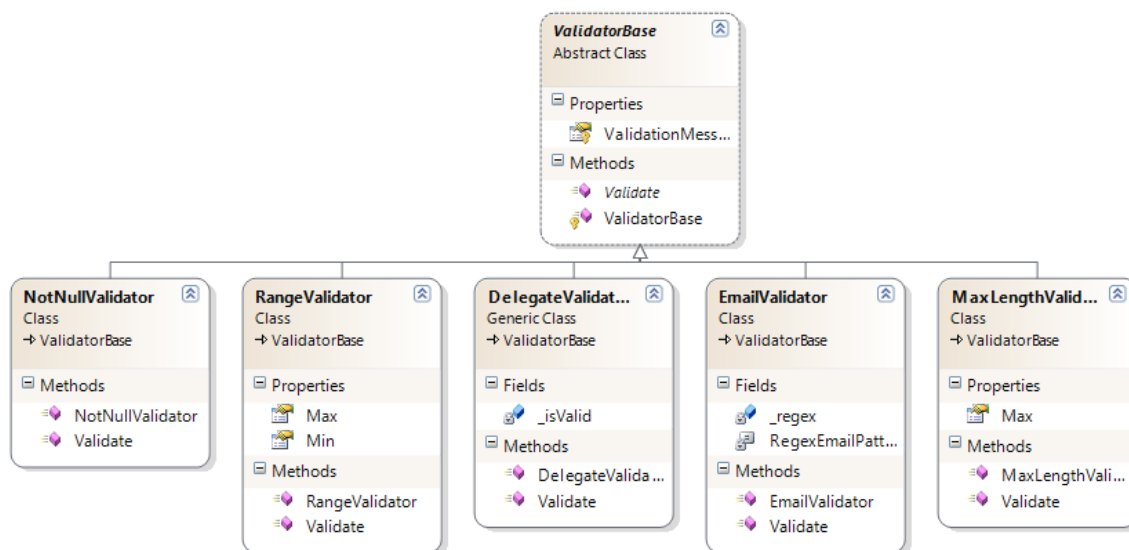 ValidatorBase
Abstract Class
Properties
ValidationMess...
Methods
Validate
ValidatorBase
NotNullValidator
Class
ValidatorBase
Methods
NotNullValidator
Validate
RangeValidator
Class
ValidatorBase
Properties
Max
Min
Methods
RangeValidator
Validate
DelegateValidat...
Generic Class
ValidatorBase
Fields
_isValid
Methods
DelegateValida...
Validate
EmailValidator
Class
ValidatorBase
Fields
_regex
RegexEmailPatt...
Methods
EmailValidator
Validate
MaxLengthValid...
Class
ValidatorBase
Properties
Max
Methods
MaxLengthVali...
Validate